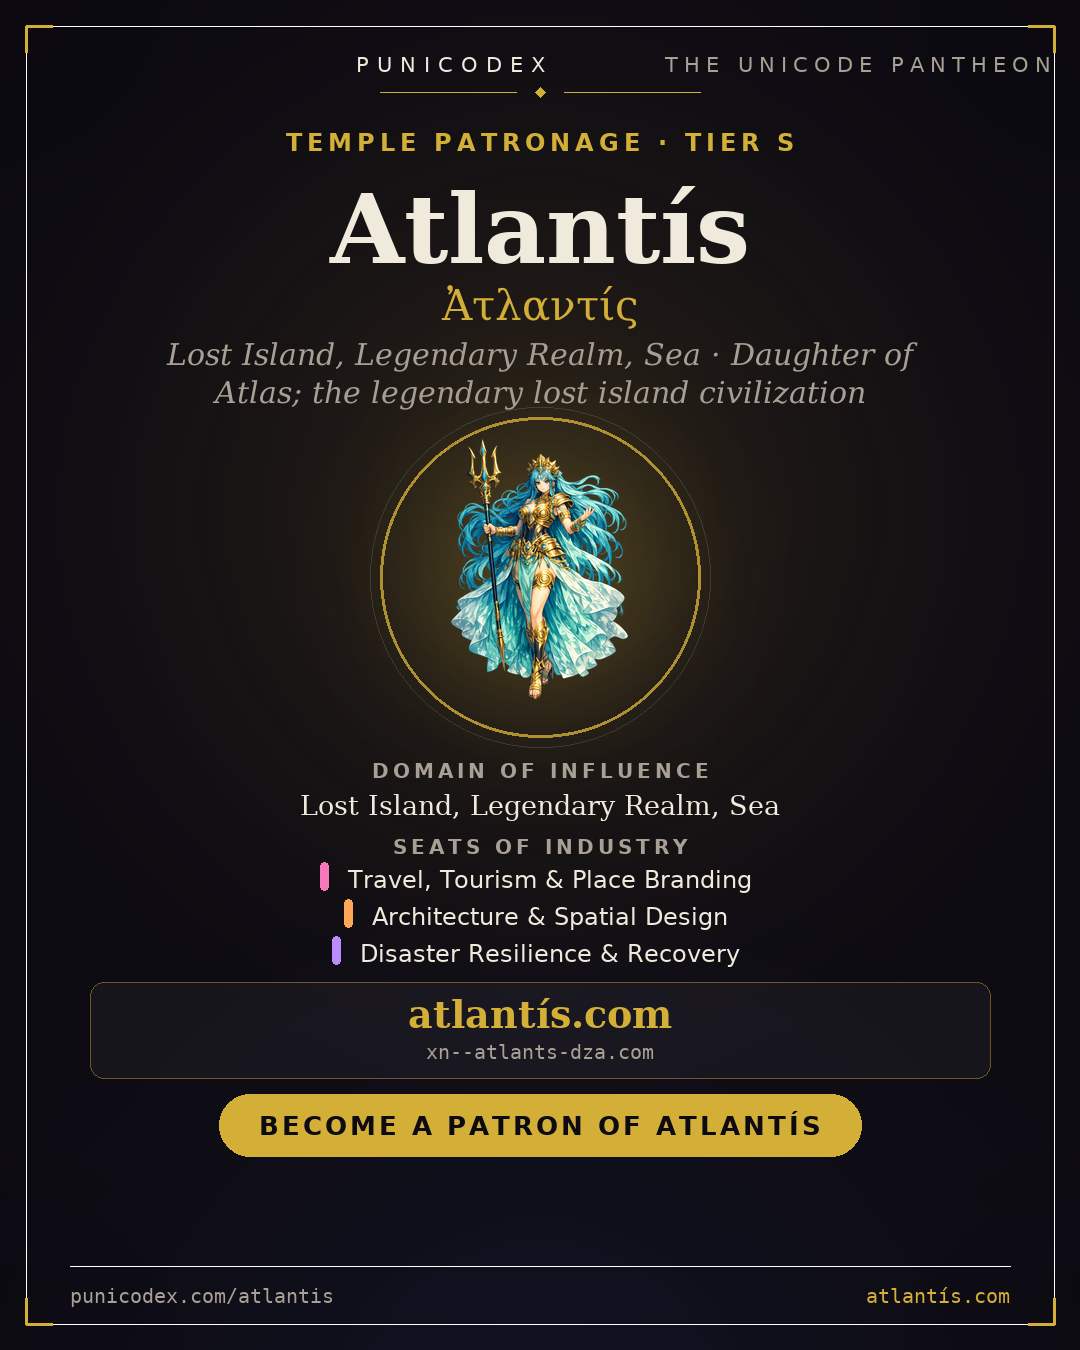 PUNICODEX THE UNICODE PANTHEON
TEMPLE PATRONAGE · TIER S
Atlantís
Ἀτλαντίς
Lost Island, Legendary Realm, Sea · Daughter of
Atlas; the legendary lost island civilization
DOMAIN OF INFLUENCE
Lost Island, Legendary Realm, Sea
SEATS OF INDUSTRY
Travel, Tourism & Place Branding
Architecture & Spatial Design
Disaster Resilience & Recovery
atlantís.com
xn--atlants-dza.com
BECOME A PATRON OF ATLANTÍS
punicodex.com/atlantis atlantís.com